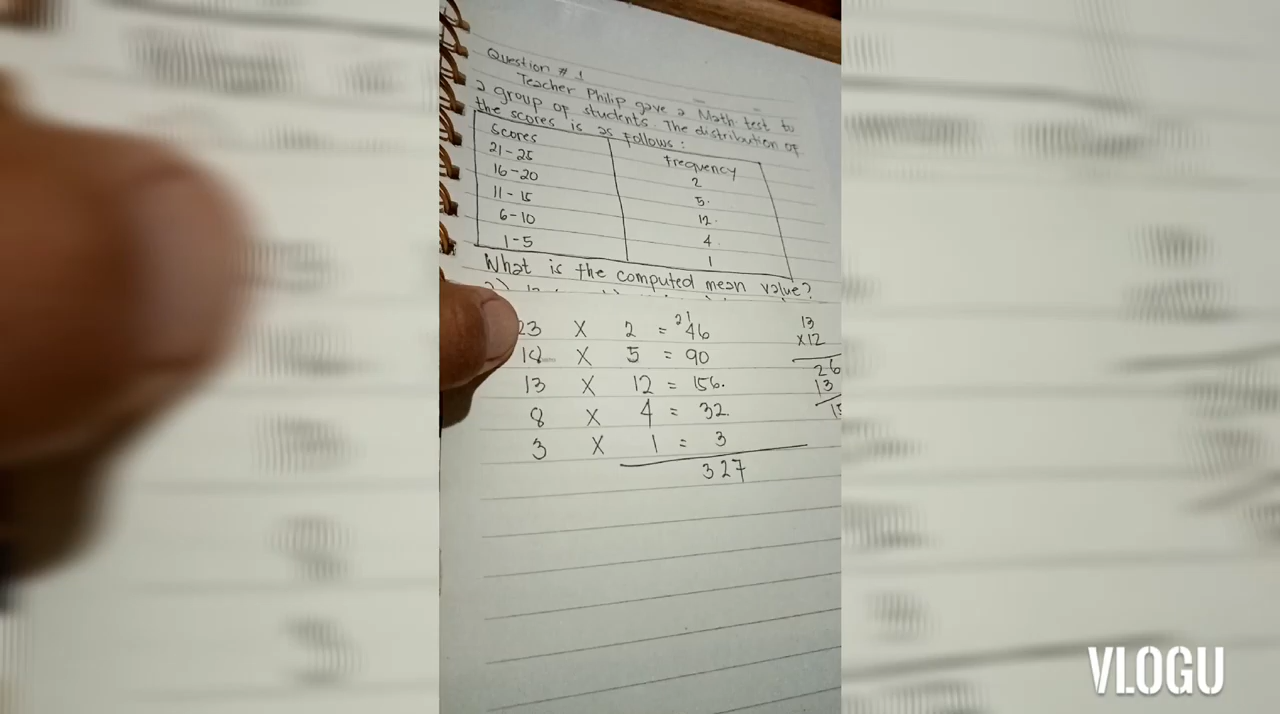 Question # 1
Teacher Philip gave a Math test to
a group of students. The distribution of
the scores is as follows:
Scores frequency
21-25 2
16-20 5.
11-15 12.
6-10 4.
1-5 1
What is the computed mean value?
23 X 2 = 46
21
18 X 5 = 90
13 X 12 = 156.
8 X 4 = 32.
3 X 1 = 3
327
13
x12
26
13
VLOGU